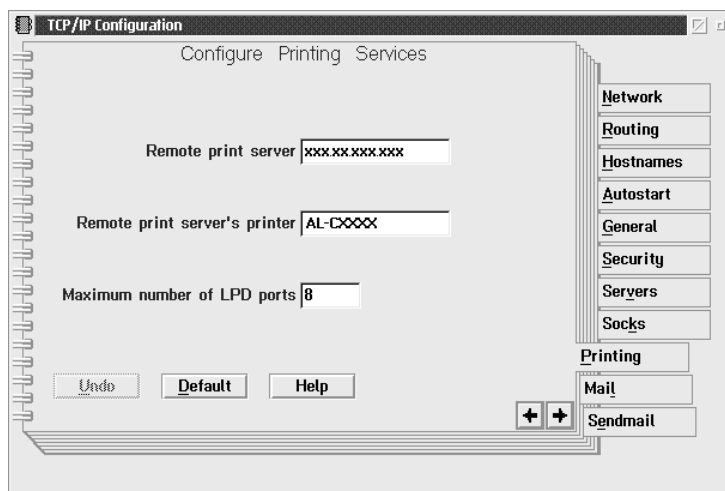 TCP/IP Configuration
Configure Printing Services
Remote print server xxx.xx.xxx.xxx
Remote print server's printer AL-CXXXX
Maximum number of LPD ports 8
Undo Default Help
Network
Routing
Hostnames
Autostart
General
Security
Servers
Socks
Printing
Mail
Sendmail